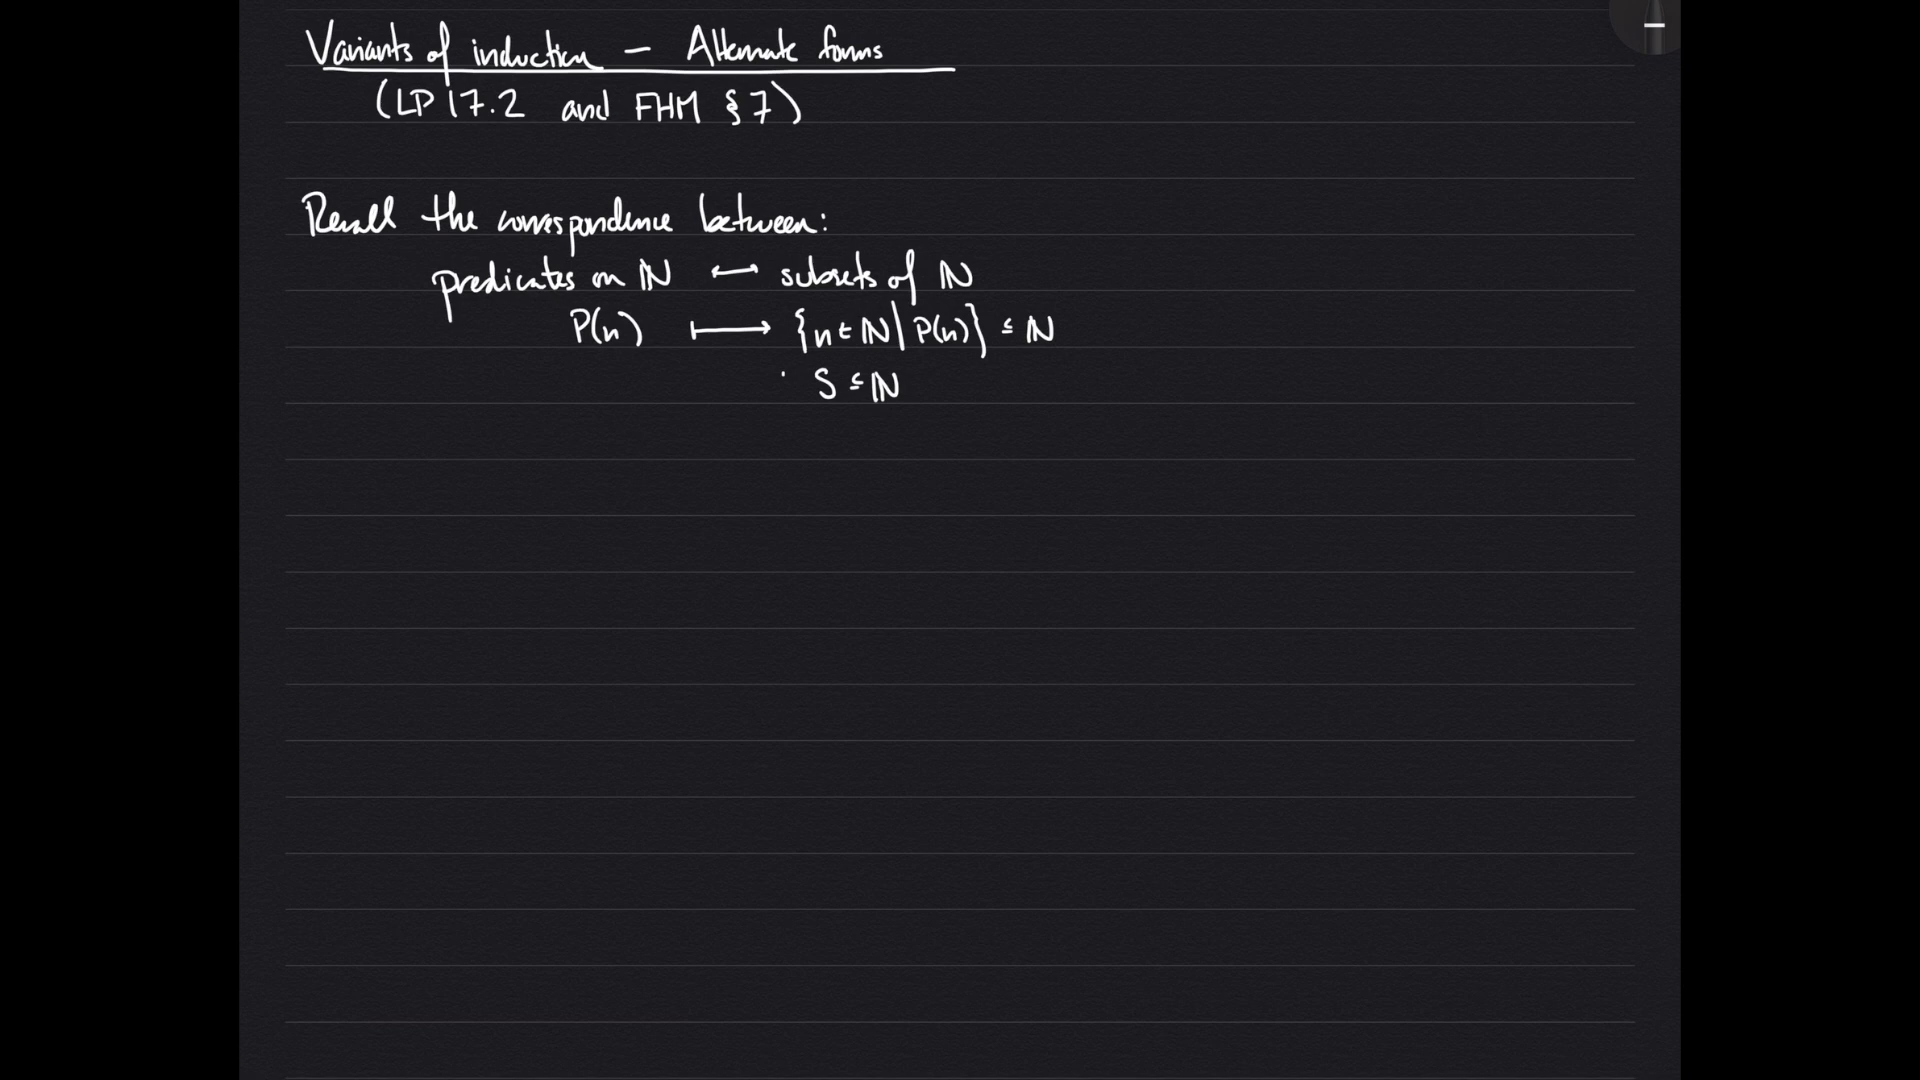 Variants of induction – Alternate forms
(LP 17.2 and FHM § 7)
Recall the correspondence between:
predicates on ℕ ⟷ subsets of ℕ
P(n) ⟼ {n ∈ ℕ | P(n)} ⊆ ℕ
S ⊆ ℕ